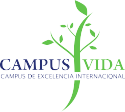 CAMPUS VIDA
CAMPUS DE EXCELENCIA INTERNACIONAL